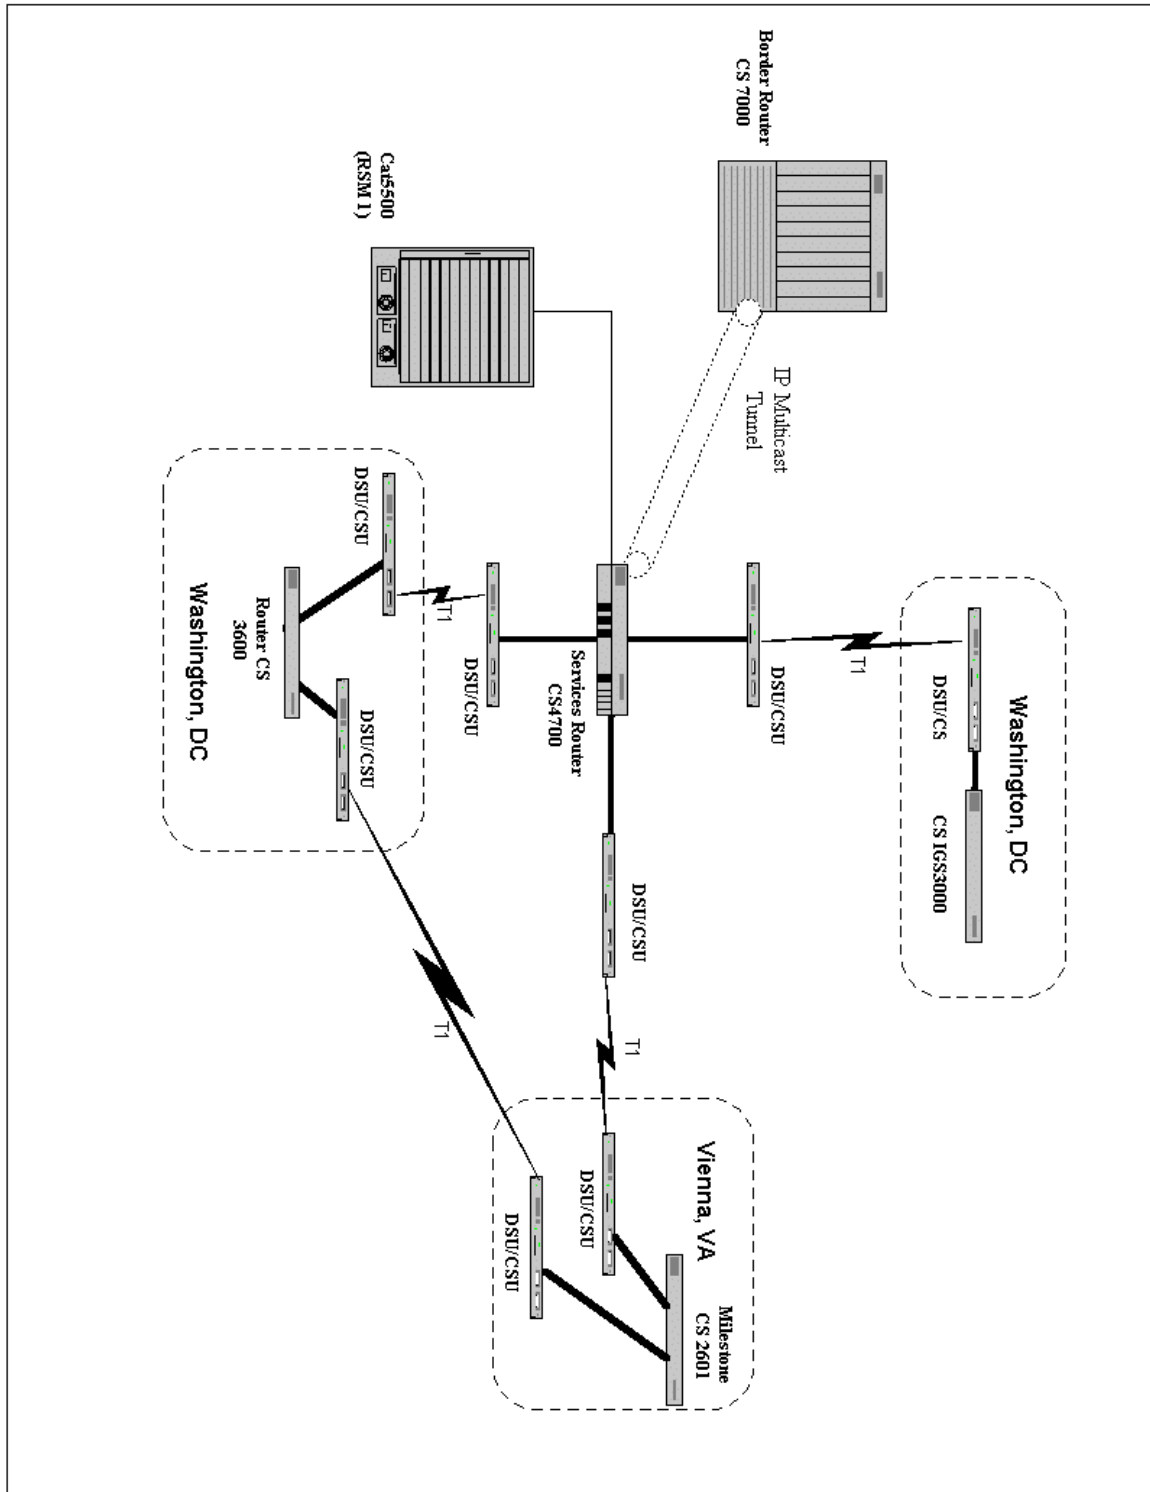 Border Router
CS 7000
Cat5500
(RSM 1)
IP Multicast
Tunnel
DSU/CSU
Router CS
3600
DSU/CSU
Washington, DC
T1
DSU/CSU
Services Router
CS4700
DSU/CSU
T1
DSU/CS
CS IGS3000
Washington, DC
DSU/CSU
T1
T1
DSU/CSU
DSU/CSU
Vienna, VA
Milestone
CS 2601